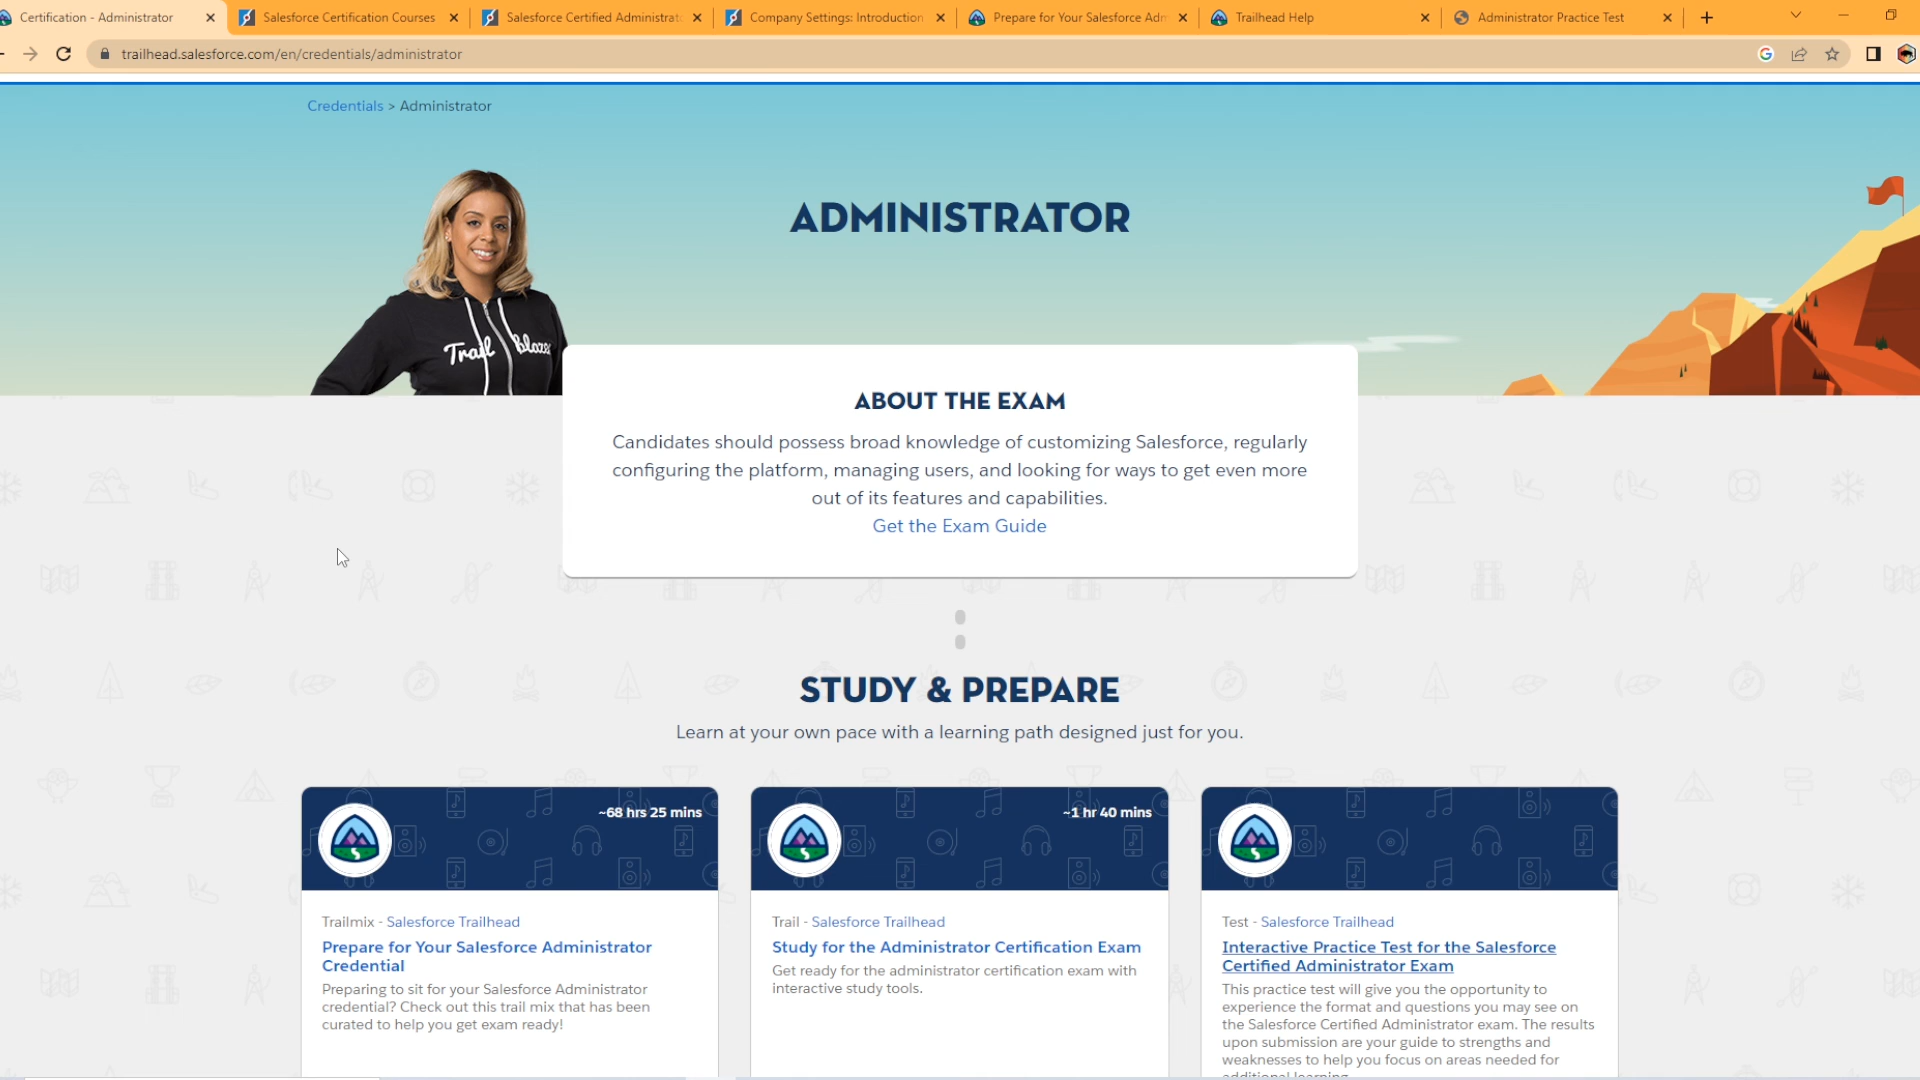 Certification - Administrator
Salesforce Certification Courses
Salesforce Certified Administrat
Company Settings: Introduction
Prepare for Your Salesforce Adm
Trailhead Help
Administrator Practice Test
trailhead.salesforce.com/en/credentials/administrator
Credentials > Administrator
ADMINISTRATOR
Trail blazer
ABOUT THE EXAM
Candidates should possess broad knowledge of customizing Salesforce, regularly
configuring the platform, managing users, and looking for ways to get even more
out of its features and capabilities.
Get the Exam Guide
STUDY & PREPARE
Learn at your own pace with a learning path designed just for you.
~68 hrs 25 mins
Trailmix - Salesforce Trailhead
Prepare for Your Salesforce Administrator
Credential
Preparing to sit for your Salesforce Administrator
credential? Check out this trail mix that has been
curated to help you get exam ready!
~1 hr 40 mins
Trail - Salesforce Trailhead
Study for the Administrator Certification Exam
Get ready for the administrator certification exam with
interactive study tools.
Test - Salesforce Trailhead
Interactive Practice Test for the Salesforce
Certified Administrator Exam
This practice test will give you the opportunity to
experience the format and questions you may see on
the Salesforce Certified Administrator exam. The results
upon submission are your guide to strengths and
weaknesses to help you focus on areas needed for
additional learning.